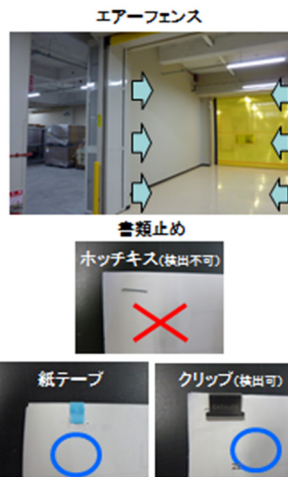 エアーフェンス
書類止め
ホッチキス(検出不可)
紙テープ
クリップ(検出可)